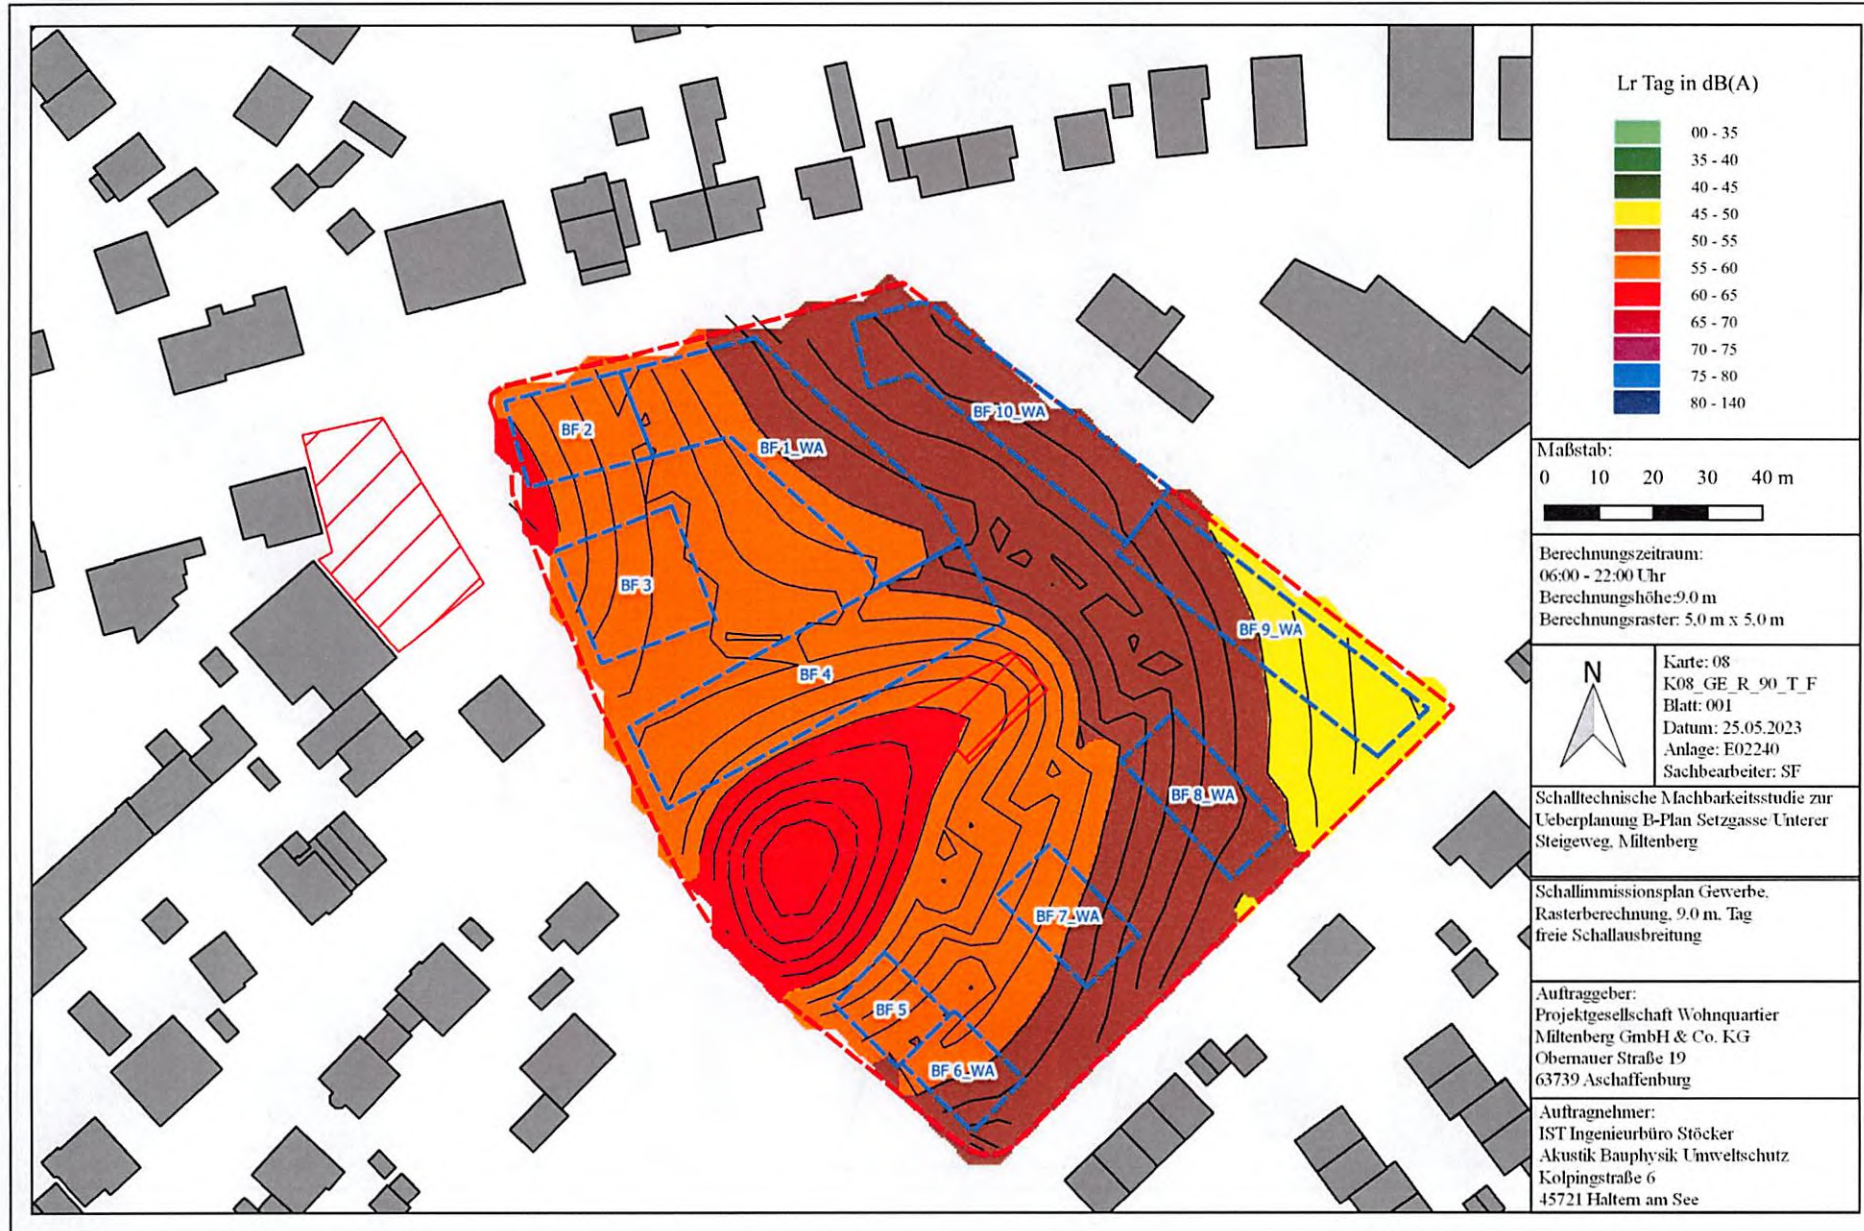 BF 2
BF 1_WA
BF 10_WA
BF 3
BF 4
BF 9_WA
BF 8_WA
BF 7_WA
BF 5
BF 6_WA
Lr Tag in dB(A)
00 - 35
35 - 40
40 - 45
45 - 50
50 - 55
55 - 60
60 - 65
65 - 70
70 - 75
75 - 80
80 - 140
Maßstab:
0 10 20 30 40 m
Berechnungszeitraum:
06:00 - 22:00 Uhr
Berechnungshöhe:9.0 m
Berechnungsraster: 5,0 m x 5,0 m
N
Karte: 08
K08_GE_R_90_T_F
Blatt: 001
Datum: 25.05.2023
Anlage: E02240
Sachbearbeiter: SF
Schalltechnische Machbarkeitsstudie zur
Ueberplanung B-Plan Setzgasse/Unterer
Steigeweg, Miltenberg
Schallimmissionsplan Gewerbe,
Rasterberechnung, 9.0 m, Tag
freie Schallausbreitung
Auftraggeber:
Projektgesellschaft Wohnquartier
Miltenberg GmbH & Co. KG
Obernauer Straße 19
63739 Aschaffenburg
Auftragnehmer:
IST Ingenieurbüro Stöcker
Akustik Bauphysik Umweltschutz
Kolpingstraße 6
45721 Haltern am See